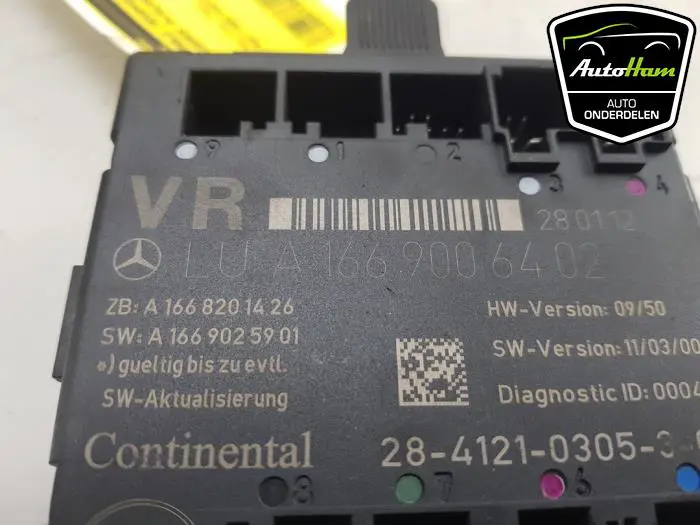 AutoHam
AUTO
ONDERDELEN
9 1 2 3 4
VR 280112
LU A 166 900 64 02
ZB: A 166 820 14 26
HW-Version: 09/50
SW: A 166 902 59 01
SW-Version: 11/03/00
*) gueltig bis zu evtl.
Diagnostic ID: 0004
SW-Aktualisierung
Continental 28-4121-0305-3
8 7 6 5